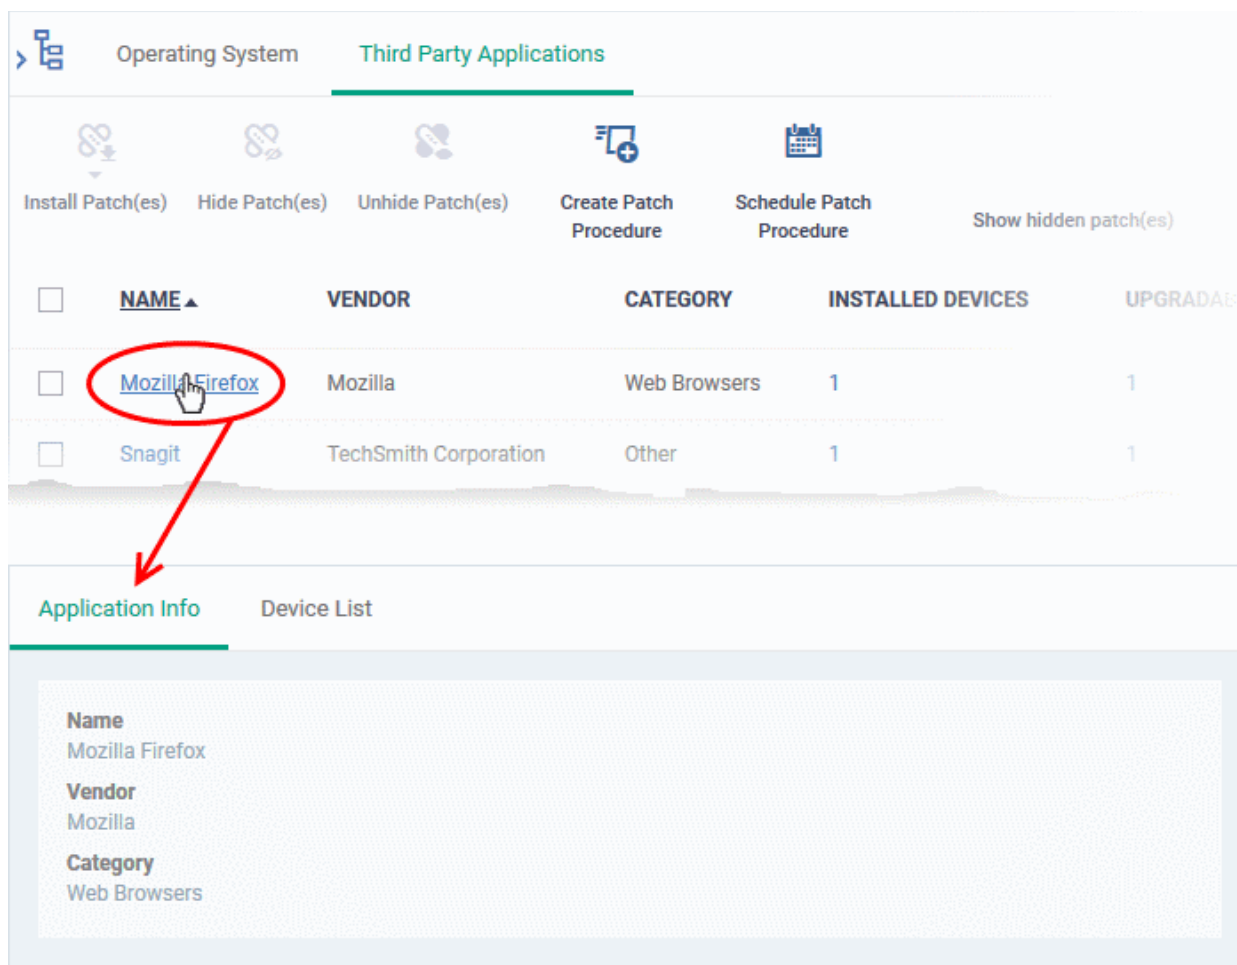 Operating System Third Party Applications
Install Patch(es) Hide Patch(es) Unhide Patch(es) Create Patch Procedure Schedule Patch Procedure Show hidden patch(es)
NAME VENDOR CATEGORY INSTALLED DEVICES
Mozilla Firefox Mozilla Web Browsers 1 1
Snagit TechSmith Corporation Other 1 1
Application Info Device List
Name
Mozilla Firefox
Vendor
Mozilla
Category
Web Browsers